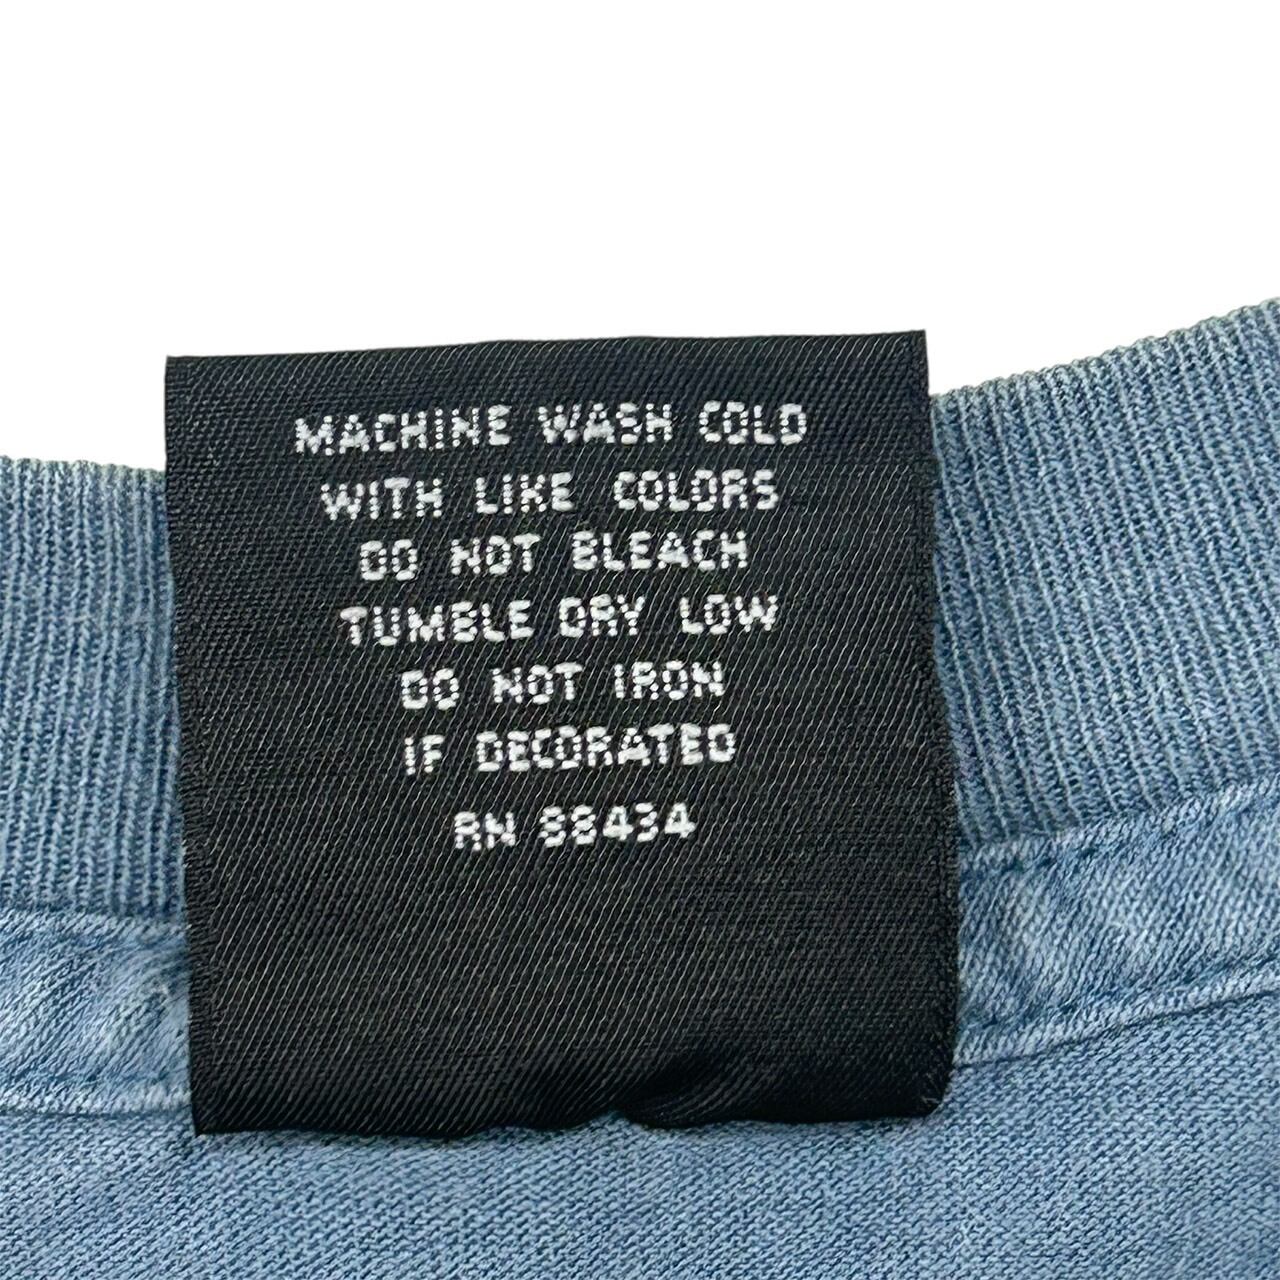 MACHINE WASH COLD
WITH LIKE COLORS
DO NOT BLEACH
TUMBLE DRY LOW
DO NOT IRON
IF DECORATED
RN 88434